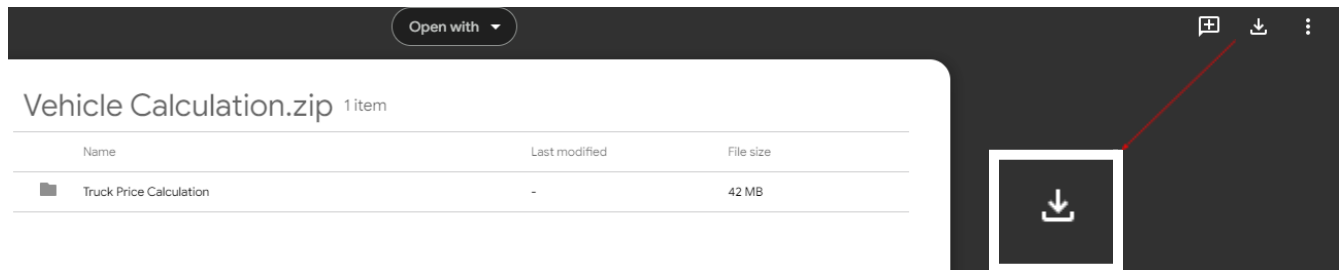 Open with
Vehicle Calculation.zip 1 item
Name Last modified File size
Truck Price Calculation - 42 MB